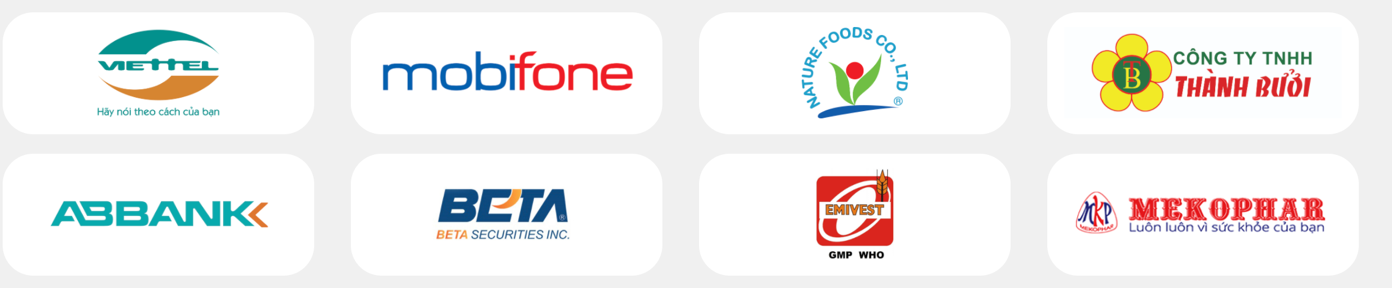 VIETTEL
Hãy nói theo cách của bạn
mobifone
NATURE FOODS CO., LTD
®
B
CÔNG TY TNHH
THÀNH BƯỞI
ABBANK
BETA
®
BETA SECURITIES INC.
EMIVEST
GMP WHO
MKP
MEKOPHAR
MEKOPHAR
Luôn luôn vì sức khỏe của bạn